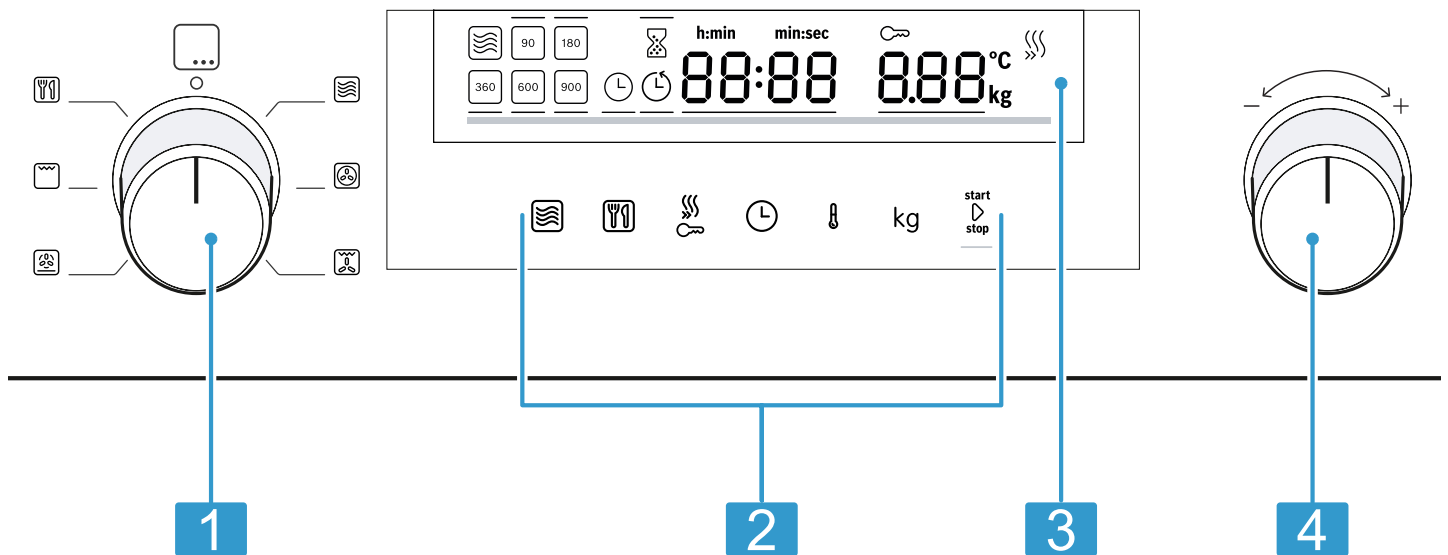 h:min min:sec
90 180
88:88 8.88 °C
360 600 900 kg
− +
kg
start
stop
1 2 3 4